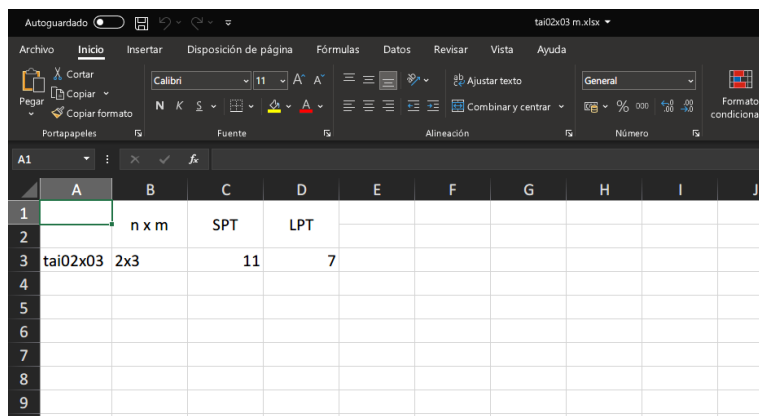 Autoguardado tai02x03 m.xlsx
Archivo Inicio Insertar Disposición de página Fórmulas Datos Revisar Vista Ayuda
Pegar
Cortar
Copiar
Copiar formato
Portapapeles
Calibri 11 A A
N K S A
Fuente
ab Ajustar texto
Combinar y centrar
Alineación
General
% 000
Número
Formato
condiciona
A1 fx
A B C D E F G H I J
1
2
n x m SPT LPT
3 tai02x03 2x3 11 7
4
5
6
7
8
9